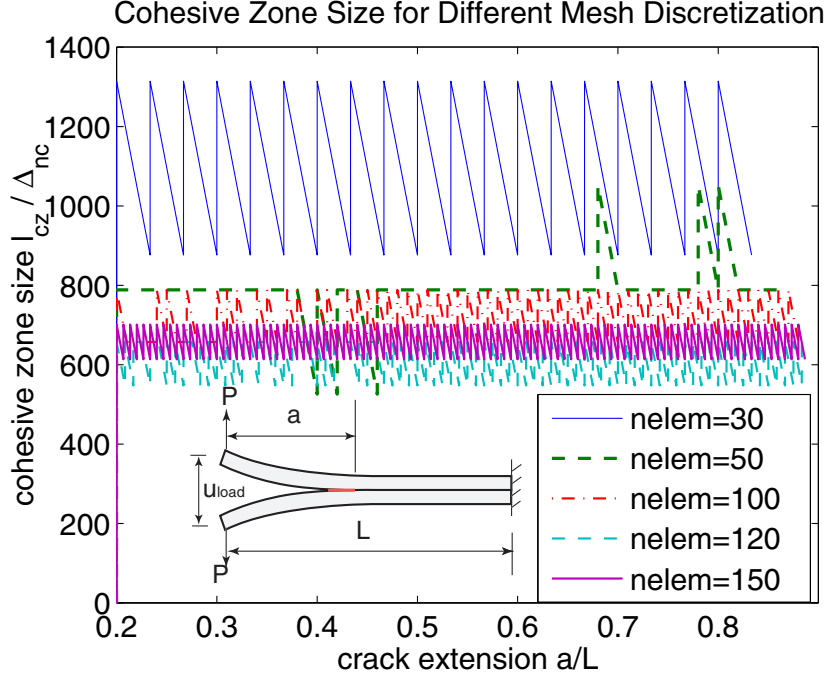 Cohesive Zone Size for Different Mesh Discretization
cohesive zone size l_cz / Δ_nc
1400
1200
1000
800
600
400
200
0
0.2
0.3
0.4
0.5
0.6
0.7
0.8
crack extension a/L
P
a
u_load
L
P
nelem=30
nelem=50
nelem=100
nelem=120
nelem=150